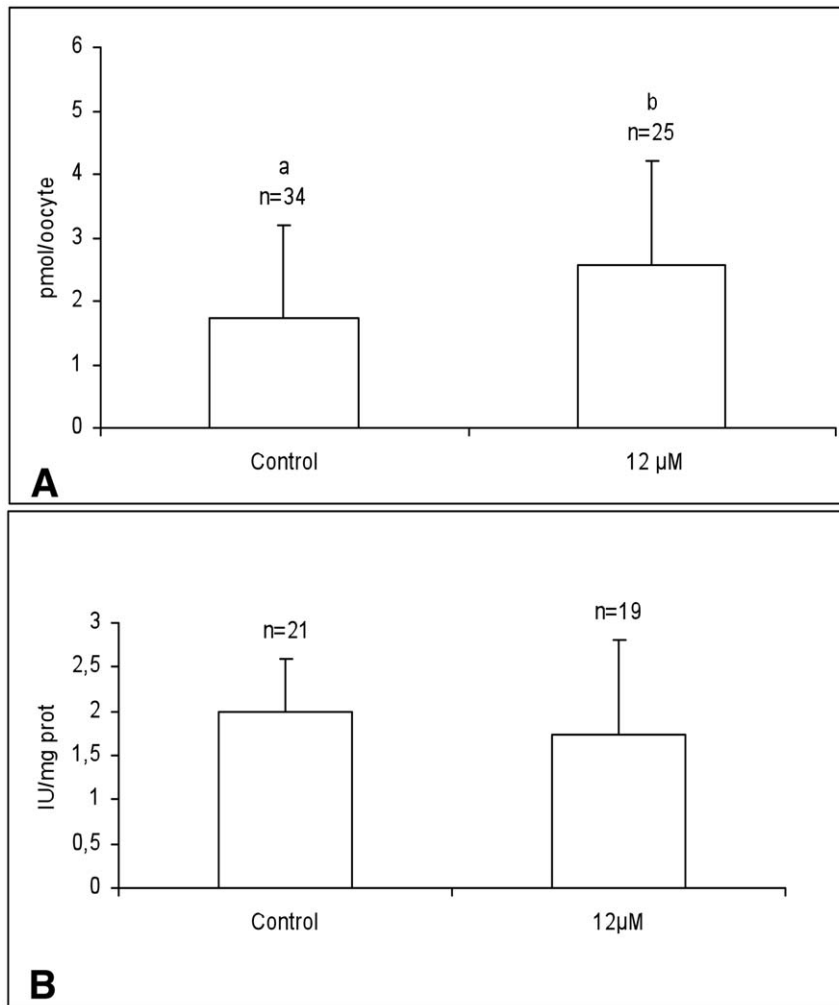 6
5
4
3
2
1
0
pmol/oocyte
a
n=34
b
n=25
Control
12 µM
A
3
2,5
2
1,5
1
0,5
0
IU/mg prot
n=21
n=19
Control
12µM
B